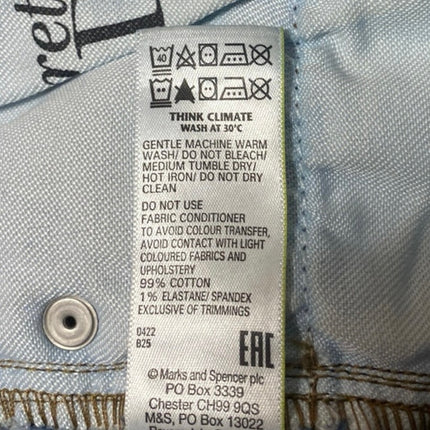 40
THINK CLIMATE
WASH AT 30°C
GENTLE MACHINE WARM
WASH/ DO NOT BLEACH/
MEDIUM TUMBLE DRY/
HOT IRON/ DO NOT DRY
CLEAN
DO NOT USE
FABRIC CONDITIONER
TO AVOID COLOUR TRANSFER,
AVOID CONTACT WITH LIGHT
COLOURED FABRICS AND
UPHOLSTERY
99% COTTON
1% ELASTANE/ SPANDEX
EXCLUSIVE OF TRIMMINGS
0422
B25
EAC
© Marks and Spencer plc
PO Box 3339
Chester CH99 9QS
M&S, PO Box 13022